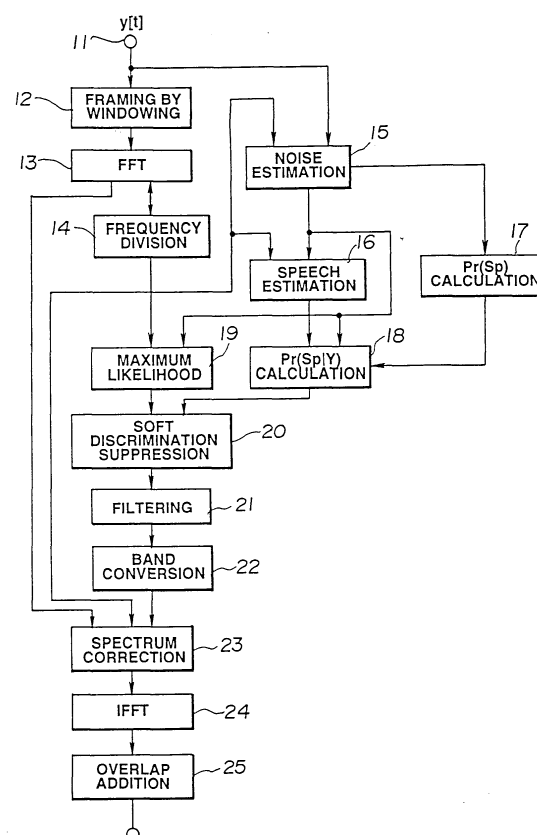 y[t]
11
12
FRAMING BY
WINDOWING
13
FFT
15
NOISE
ESTIMATION
14
FREQUENCY
DIVISION
16
SPEECH
ESTIMATION
17
Pr(Sp)
CALCULATION
19
MAXIMUM
LIKELIHOOD
Pr(Sp|Y)
CALCULATION
18
SOFT
DISCRIMINATION
SUPPRESSION
20
FILTERING
21
BAND
CONVERSION
22
SPECTRUM
CORRECTION
23
IFFT
24
OVERLAP
ADDITION
25